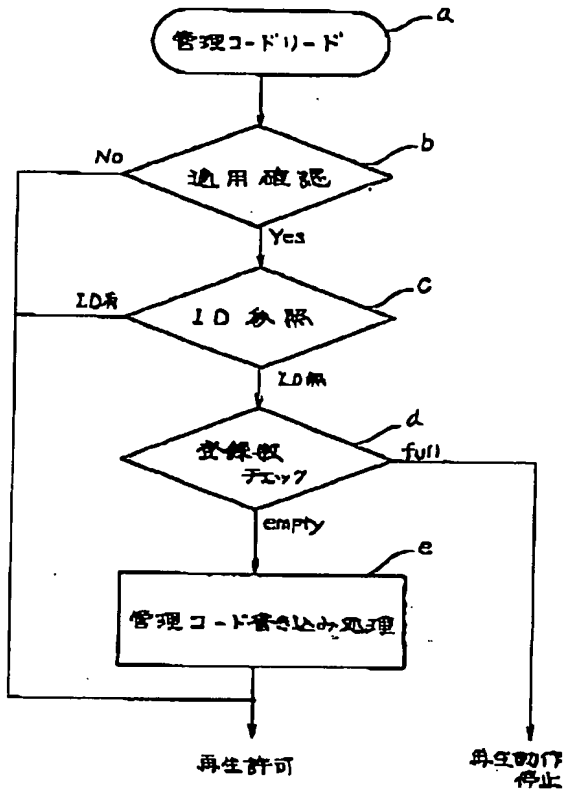 a
管理コードリード
b
No
適用確認
Yes
c
ID有
ID参照
ID無
d
登録数
チェック
full
empty
e
管理コード書き込み処理
再生許可
再生動作
停止